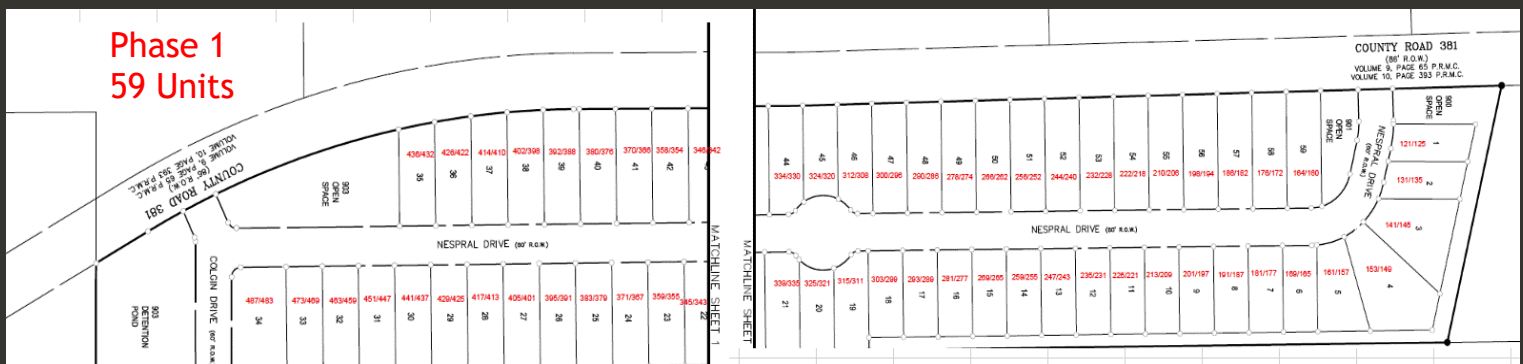 Phase 1
59 Units
VOLUME 10, PAGE 393 P.R.M.C.
VOLUME 9, PAGE 65 P.R.M.C.
(86' R.O.W.)
COUNTY ROAD 381
903
OPEN
SPACE
436/432 426/422 414/410 402/398 392/388 380/376 370/366 358/354
35 36 37 38 39 40 41 42
NESPRAL DRIVE (60' R.O.W.)
COLGIN DRIVE (60' R.O.W.)
903
DETENTION
POND
487/483 473/469 463/459 451/447 441/437 429/425 417/413 405/401 395/391 383/379 371/367 359/355 345/343
34 33 32 31 30 29 28 27 26 25 24 23 22
MATCHLINE SHEET 1
MATCHLINE SHEET
COUNTY ROAD 381
(86' R.O.W.)
VOLUME 9, PAGE 65 P.R.M.C.
VOLUME 10, PAGE 393 P.R.M.C.
44 45 46 47 48 49 50 51 52 53 54 55 56 57 58 59
334/330 324/320 312/308 300/296 290/286 278/274 266/262 256/252 244/240 232/228 222/218 210/206 198/194 186/182 176/172 164/160
901
OPEN
SPACE
NESPRAL DRIVE
(60' R.O.W.)
900
OPEN
SPACE
121/125 1
131/135 2
141/145 3
153/149 4
NESPRAL DRIVE (60' R.O.W.)
339/335 325/321 315/311 303/299 293/289 281/277 269/265 259/255 247/243 235/231 225/221 213/209 201/197 191/187 181/177 169/165 161/157
21 20 19 18 17 16 15 14 13 12 11 10 9 8 7 6 5